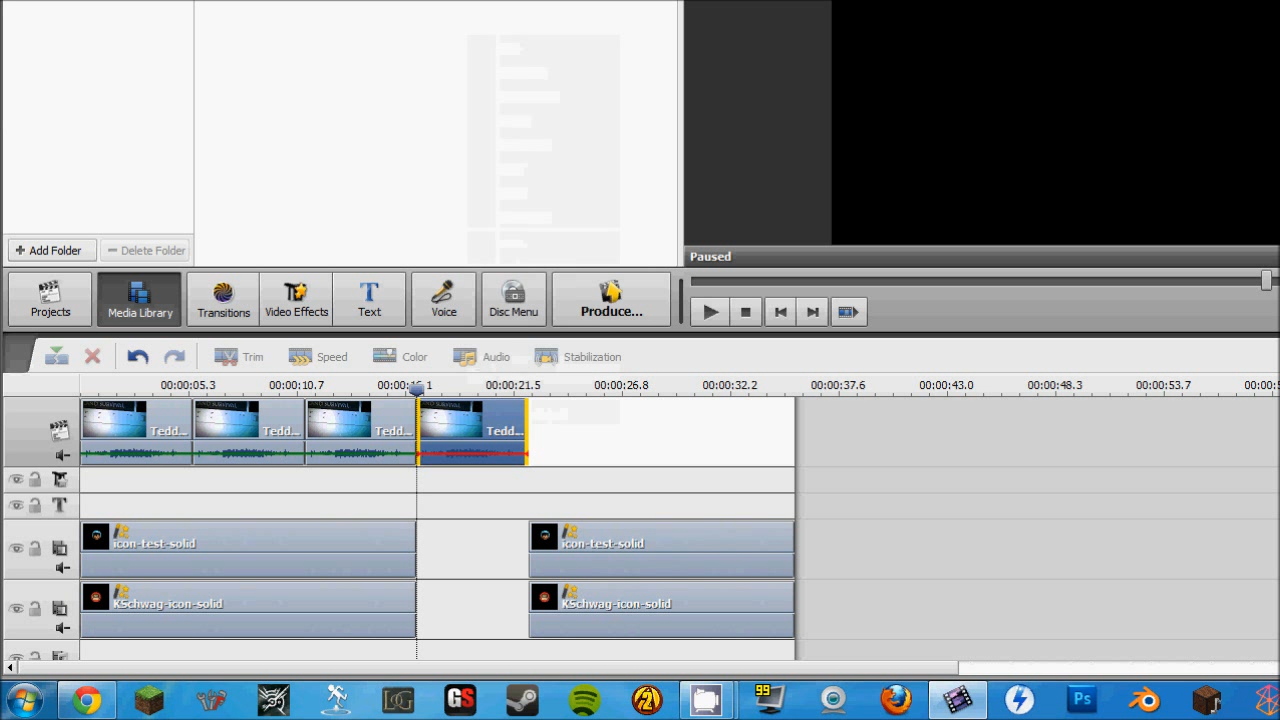 Add Folder
Delete Folder
Paused
Projects
Media Library
Transitions
Video Effects
Text
Voice
Disc Menu
Produce...
Trim
Speed
Color
Audio
Stabilization
00:00:05.3
00:00:10.7
00:00:21.5
00:00:26.8
00:00:32.2
00:00:37.6
00:00:43.0
00:00:48.3
00:00:53.7
Tedd...
Tedd...
Tedd...
Tedd...
T
icon-test-solid
icon-test-solid
KSchwag-icon-solid
KSchwag-icon-solid
GS
99
Ps